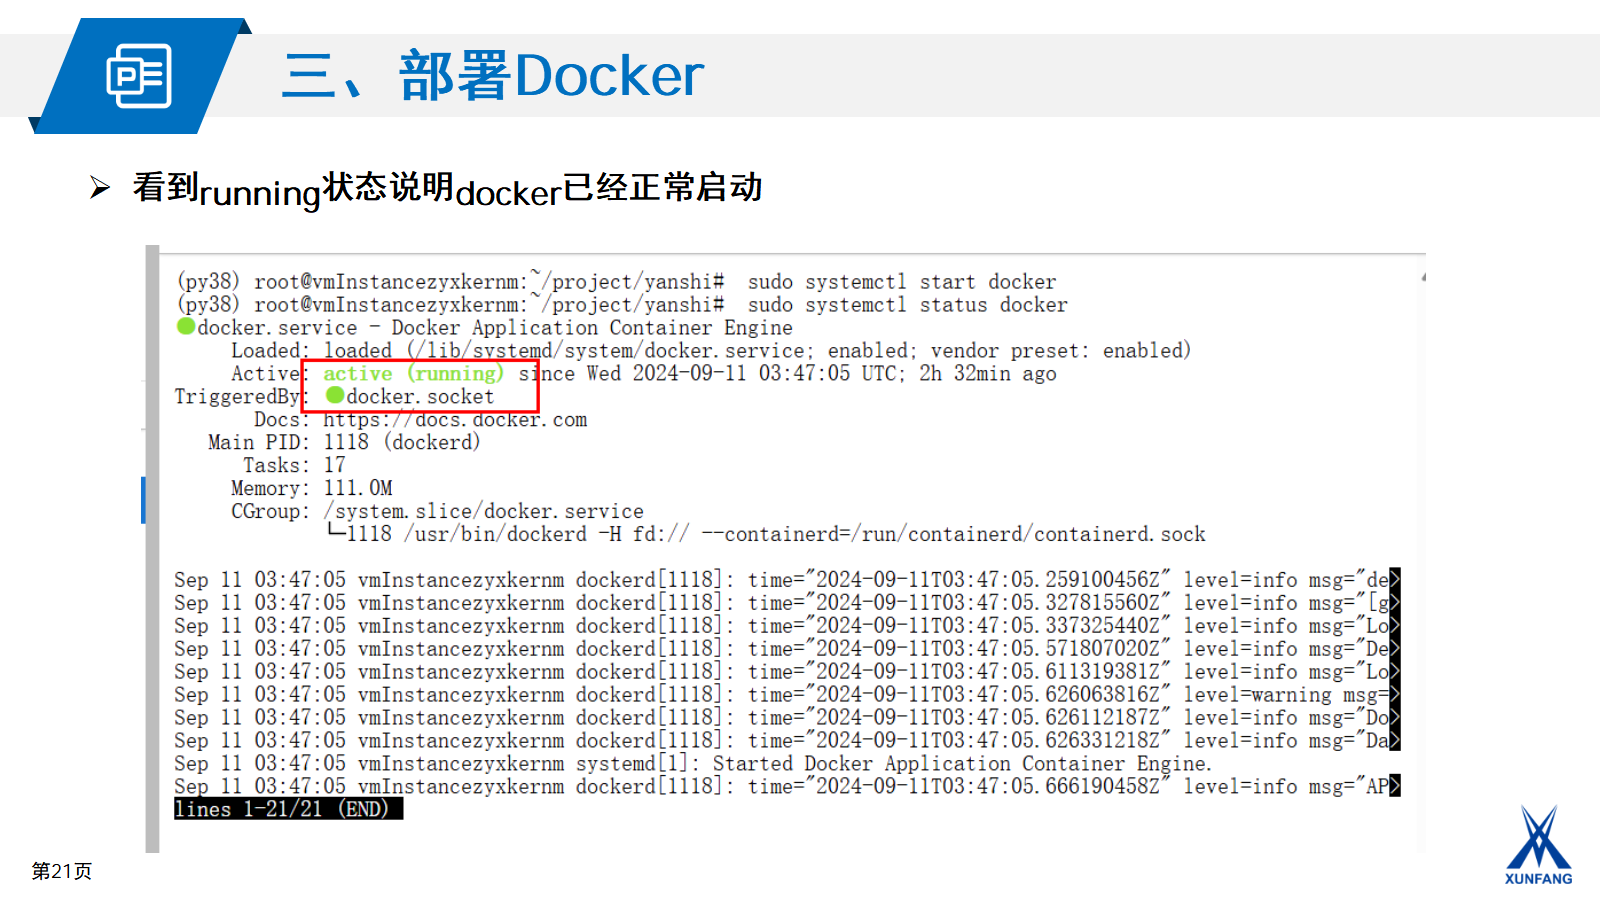 三、部署Docker
➢ 看到running状态说明docker已经正常启动
(py38) root@vmInstancezyxkernm:~/project/yanshi# sudo systemctl start docker
(py38) root@vmInstancezyxkernm:~/project/yanshi# sudo systemctl status docker
●docker.service - Docker Application Container Engine
Loaded: loaded (/lib/systemd/system/docker.service; enabled; vendor preset: enabled)
Active: active (running) since Wed 2024-09-11 03:47:05 UTC; 2h 32min ago
TriggeredBy: ●docker.socket
Docs: https://docs.docker.com
Main PID: 1118 (dockerd)
Tasks: 17
Memory: 111.0M
CGroup: /system.slice/docker.service
└─1118 /usr/bin/dockerd -H fd:// --containerd=/run/containerd/containerd.sock
Sep 11 03:47:05 vmInstancezyxkernm dockerd[1118]: time="2024-09-11T03:47:05.259100456Z" level=info msg="de>
Sep 11 03:47:05 vmInstancezyxkernm dockerd[1118]: time="2024-09-11T03:47:05.327815560Z" level=info msg="[g>
Sep 11 03:47:05 vmInstancezyxkernm dockerd[1118]: time="2024-09-11T03:47:05.337325440Z" level=info msg="Lo>
Sep 11 03:47:05 vmInstancezyxkernm dockerd[1118]: time="2024-09-11T03:47:05.571807020Z" level=info msg="De>
Sep 11 03:47:05 vmInstancezyxkernm dockerd[1118]: time="2024-09-11T03:47:05.611319381Z" level=info msg="Lo>
Sep 11 03:47:05 vmInstancezyxkernm dockerd[1118]: time="2024-09-11T03:47:05.626063816Z" level=warning msg=>
Sep 11 03:47:05 vmInstancezyxkernm dockerd[1118]: time="2024-09-11T03:47:05.626112187Z" level=info msg="Do>
Sep 11 03:47:05 vmInstancezyxkernm dockerd[1118]: time="2024-09-11T03:47:05.626331218Z" level=info msg="Da>
Sep 11 03:47:05 vmInstancezyxkernm systemd[1]: Started Docker Application Container Engine.
Sep 11 03:47:05 vmInstancezyxkernm dockerd[1118]: time="2024-09-11T03:47:05.666190458Z" level=info msg="AP>
lines 1-21/21 (END)
第21页
XUNFANG